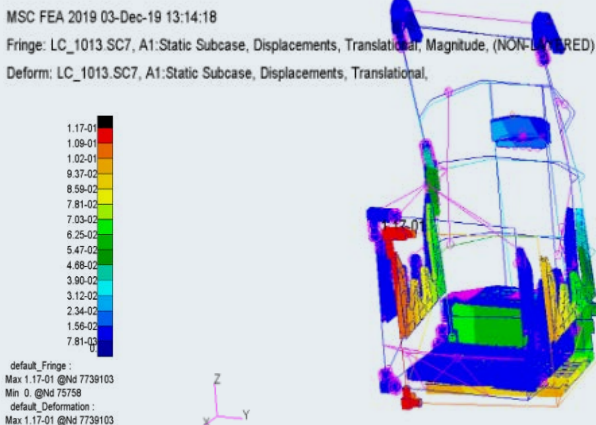 MSC FEA 2019 03-Dec-19 13:14:18
Fringe: LC_1013.SC7, A1:Static Subcase, Displacements, Translational, Magnitude, (NON-LAYERED)
Deform: LC_1013.SC7, A1:Static Subcase, Displacements, Translational,
1.17-01
1.09-01
1.02-01
9.37-02
8.59-02
7.81-02
7.03-02
6.25-02
5.47-02
4.68-02
3.90-02
3.12-02
2.34-02
1.56-02
7.81-03
0.
default_Fringe :
Max 1.17-01 @Nd 7739103
Min 0. @Nd 75758
default_Deformation :
Max 1.17-01 @Nd 7739103
1.17-01
Z
X
Y